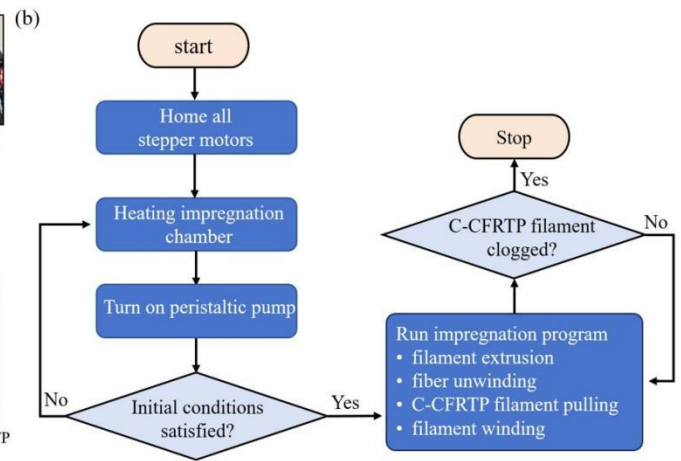 (b)
start
Home all
stepper motors
Heating impregnation
chamber
Turn on peristaltic pump
Initial conditions
satisfied?
No
Yes
Run impregnation program
• filament extrusion
• fiber unwinding
• C-CFRTP filament pulling
• filament winding
C-CFRTP filament
clogged?
No
Yes
Stop